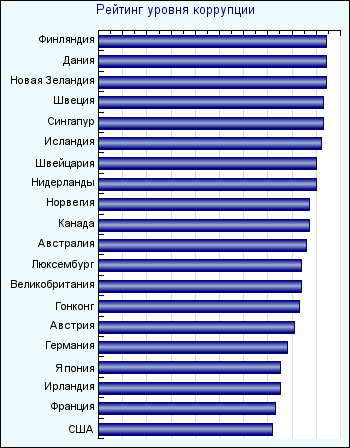 Рейтинг уровня коррупции
Финляндия
Дания
Новая Зеландия
Швеция
Сингапур
Исландия
Швейцария
Нидерланды
Норвегия
Канада
Австралия
Люксембург
Великобритания
Гонконг
Австрия
Германия
Япония
Ирландия
Франция
США